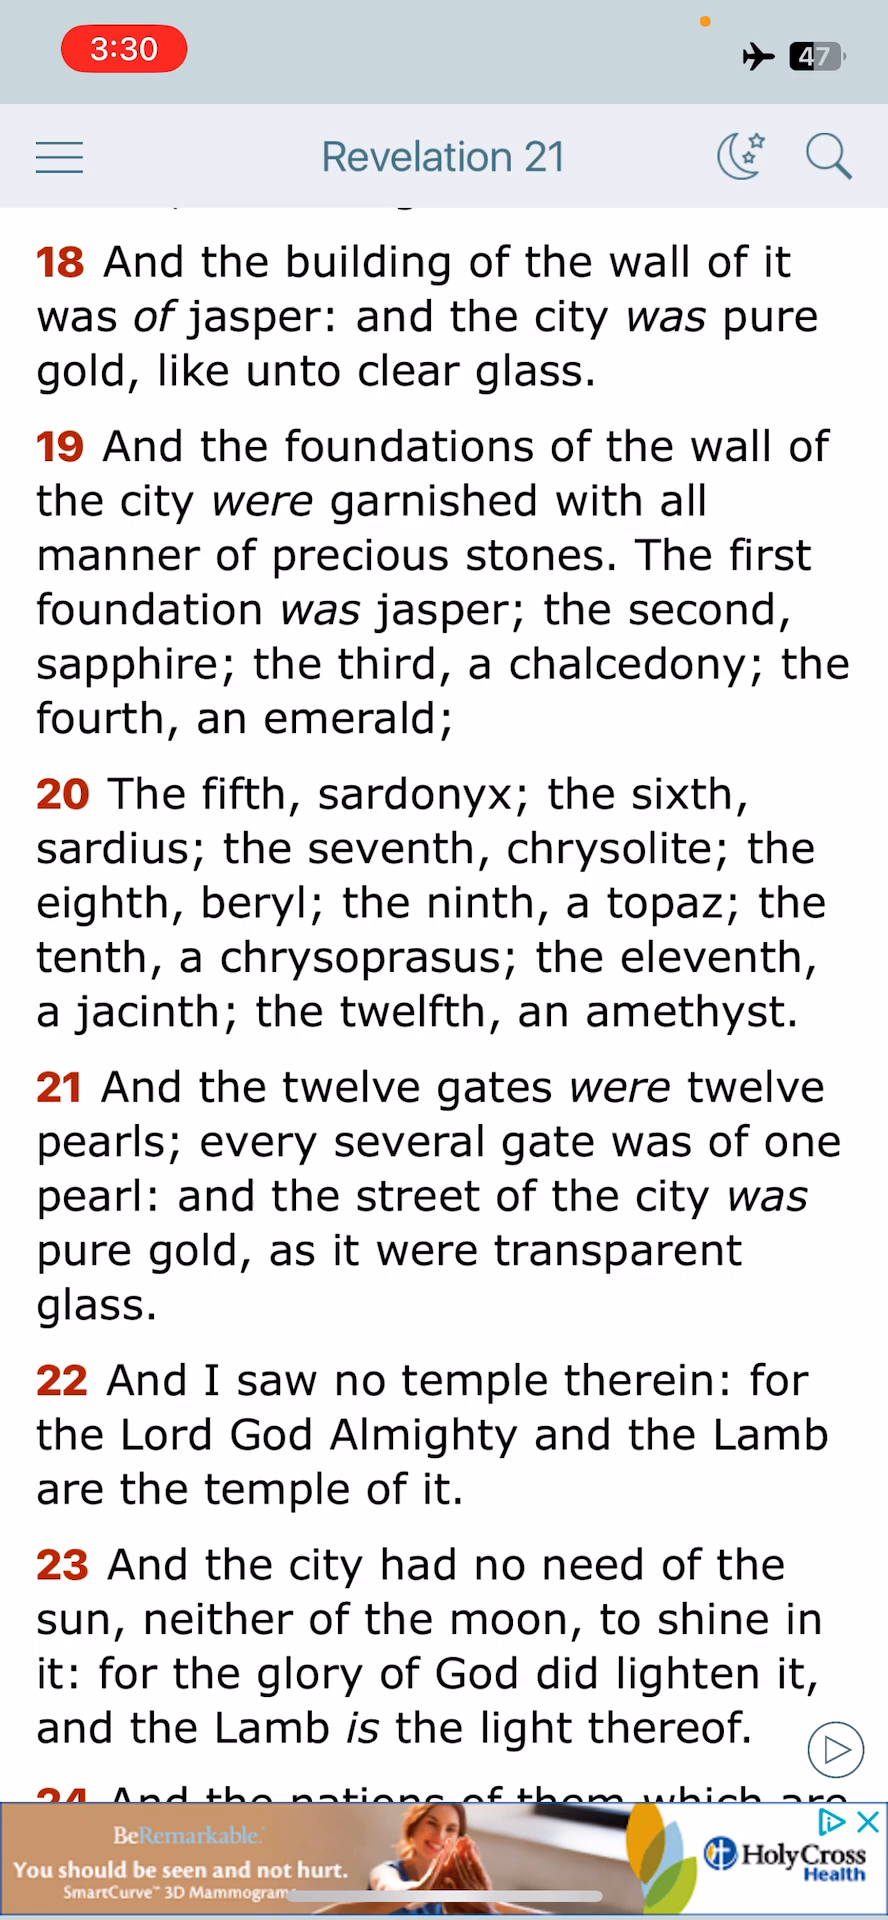 3:30
47
Revelation 21
18 And the building of the wall of it
was of jasper: and the city was pure
gold, like unto clear glass.
19 And the foundations of the wall of
the city were garnished with all
manner of precious stones. The first
foundation was jasper; the second,
sapphire; the third, a chalcedony; the
fourth, an emerald;
20 The fifth, sardonyx; the sixth,
sardius; the seventh, chrysolite; the
eighth, beryl; the ninth, a topaz; the
tenth, a chrysoprasus; the eleventh,
a jacinth; the twelfth, an amethyst.
21 And the twelve gates were twelve
pearls; every several gate was of one
pearl: and the street of the city was
pure gold, as it were transparent
glass.
22 And I saw no temple therein: for
the Lord God Almighty and the Lamb
are the temple of it.
23 And the city had no need of the
sun, neither of the moon, to shine in
it: for the glory of God did lighten it,
and the Lamb is the light thereof.
24 And the nations of them which are
BeRemarkable.
You should be seen and not hurt.
SmartCurve™ 3D Mammogram
HolyCross
Health